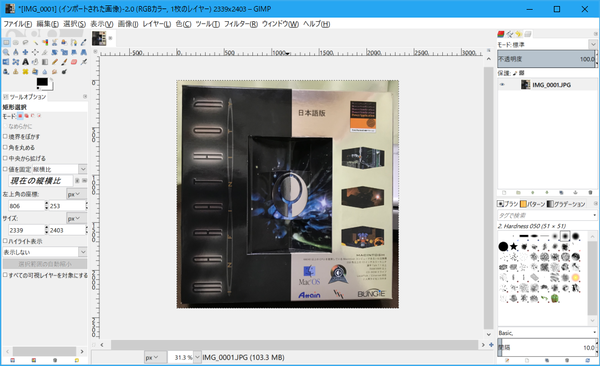 *[IMG_0001] (インポートされた画像)-2.0 (RGBカラー, 1枚のレイヤー) 2339x2403 – GIMP
ファイル(F) 編集(E) 選択(S) 表示(V) 画像(I) レイヤー(L) 色(C) ツール(T) フィルター(R) ウィンドウ(W) ヘルプ(H)
ツールオプション
矩形選択
モード:
なめらかに
境界をぼかす
角を丸める
中央から拡げる
値を固定 縦横比
現在の縦横比
左上角の座標: px
806 253
サイズ: px
2339 2403
ハイライト表示
表示しない
すべての可視レイヤーを対象にする
日本語版
Mac OS
BUNGIE
px 31.3 % IMG_0001.JPG (103.3 MB)
モード: 標準
不透明度 100.0
保護:
IMG_0001.JPG
ブラシ パターン グラデーション
タグで検索
2. Hardness 050 (51 × 51)
Basic,
間隔 10.0